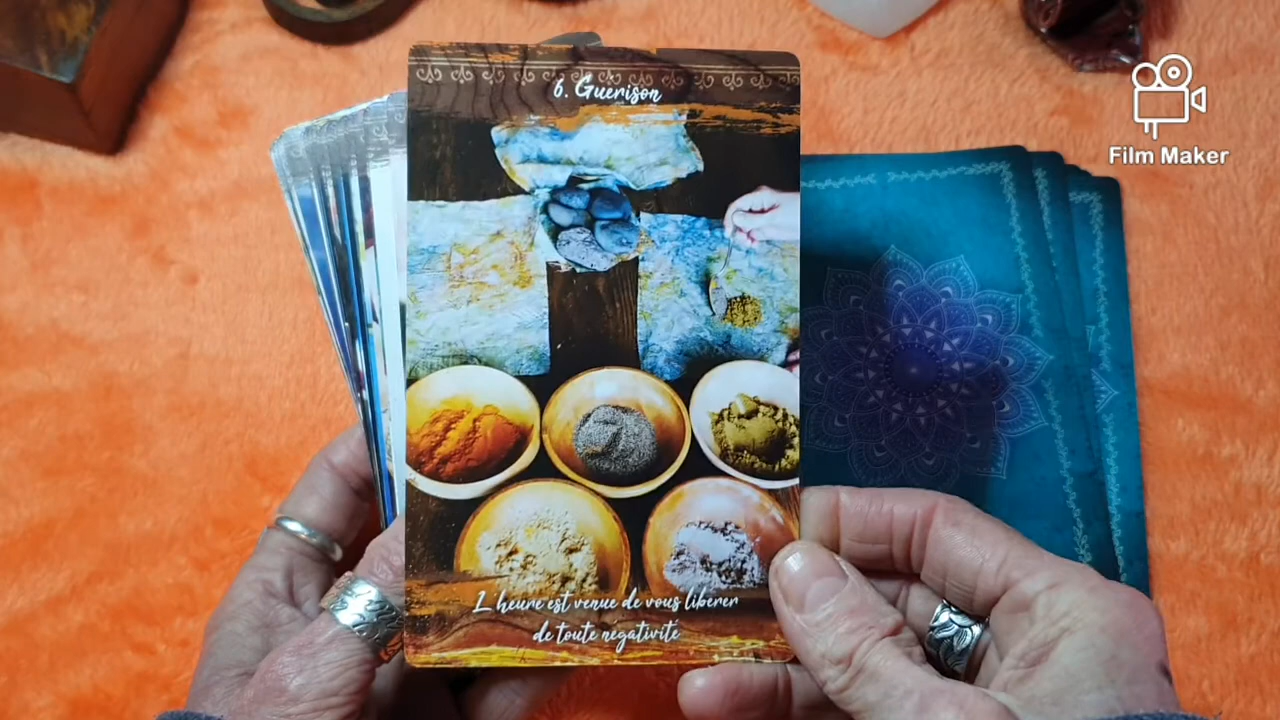 6. Guerison
Film Maker
L'heure est venue de vous libérer
de toute négativité